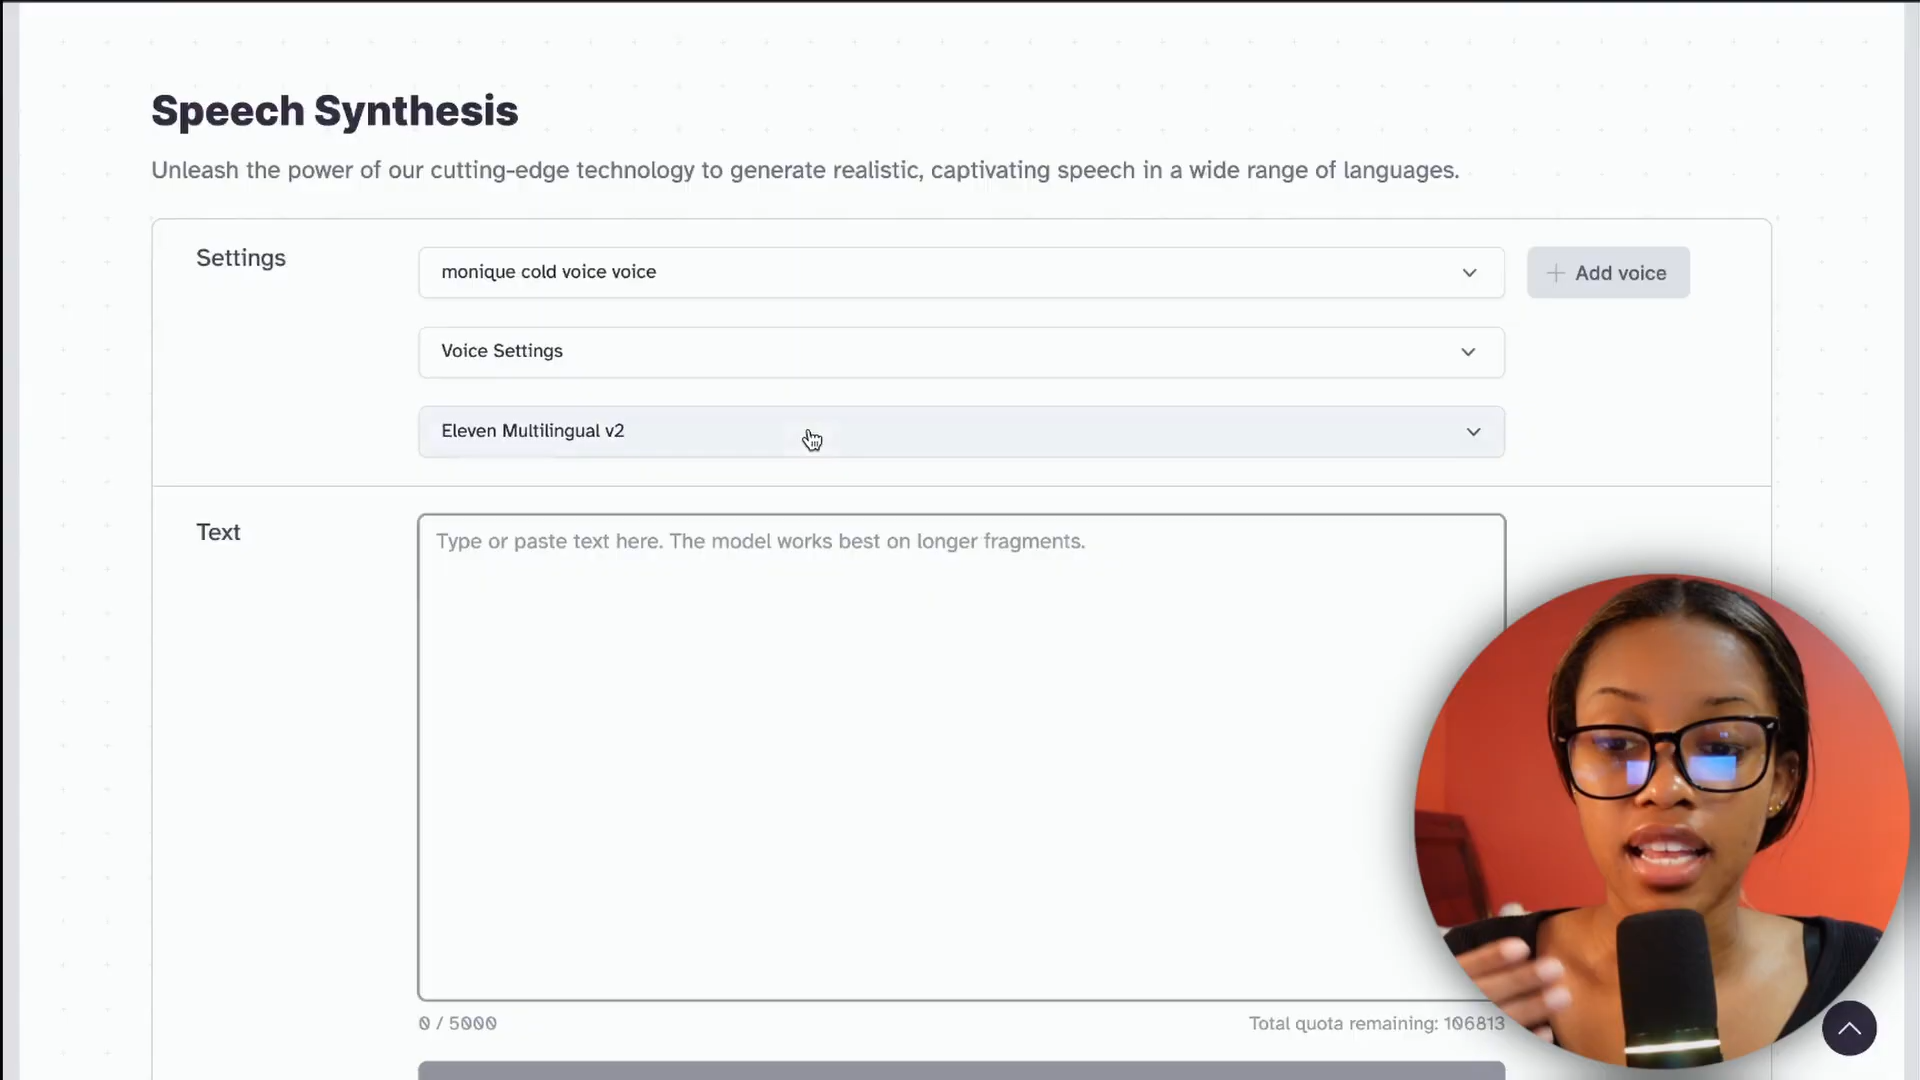 Speech Synthesis
Unleash the power of our cutting-edge technology to generate realistic, captivating speech in a wide range of languages.
Settings
monique cold voice voice
Add voice
Voice Settings
Eleven Multilingual v2
Text
Type or paste text here. The model works best on longer fragments.
0 / 5000
Total quota remaining: 106813